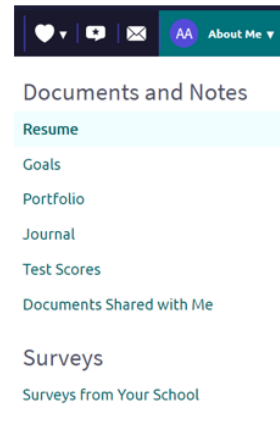 AA About Me
Documents and Notes
Resume
Goals
Portfolio
Journal
Test Scores
Documents Shared with Me
Surveys
Surveys from Your School